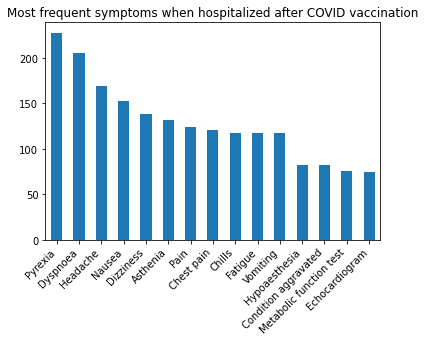 Most frequent symptoms when hospitalized after COVID vaccination
200
150
100
50
0
Pyrexia
Dyspnoea
Headache
Nausea
Dizziness
Asthenia
Pain
Chest pain
Chills
Fatigue
Vomiting
Hypoaesthesia
Condition aggravated
Metabolic function test
Echocardiogram